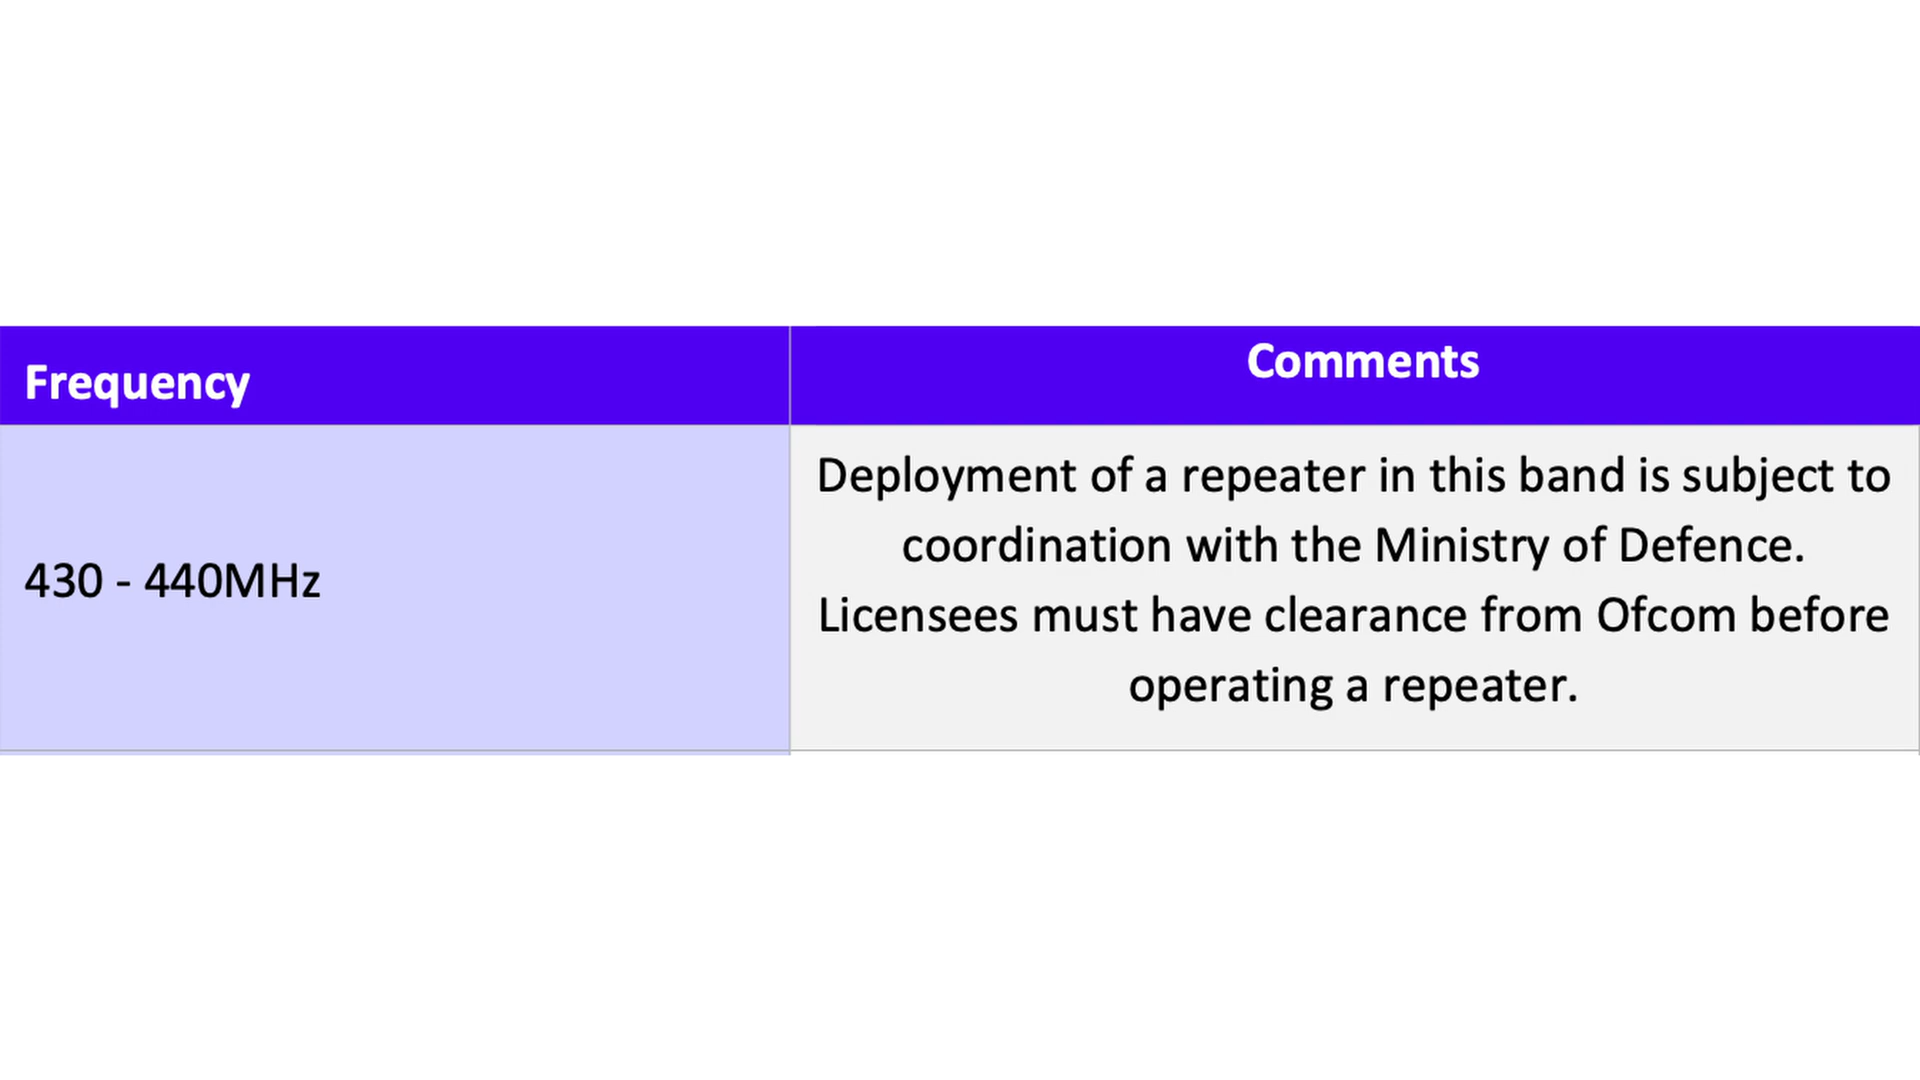 Frequency
Comments
430 - 440MHz
Deployment of a repeater in this band is subject to
coordination with the Ministry of Defence.
Licensees must have clearance from Ofcom before
operating a repeater.